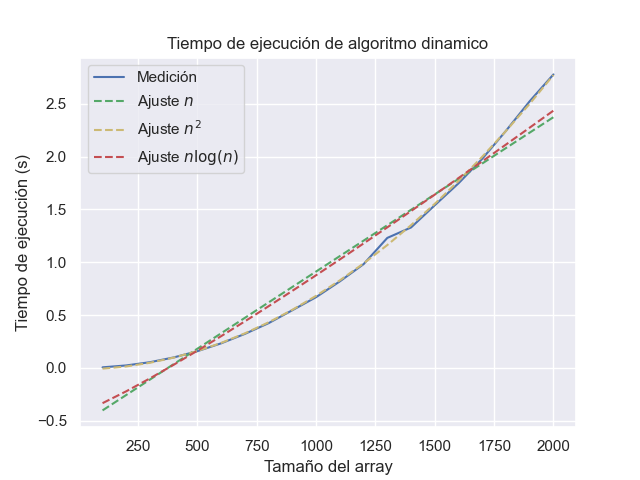 Tiempo de ejecución de algoritmo dinamico
Medición
Ajuste n
Ajuste n²
Ajuste nlog(n)
Tiempo de ejecución (s)
2.5
2.0
1.5
1.0
0.5
0.0
−0.5
250 500 750 1000 1250 1500 1750 2000
Tamaño del array